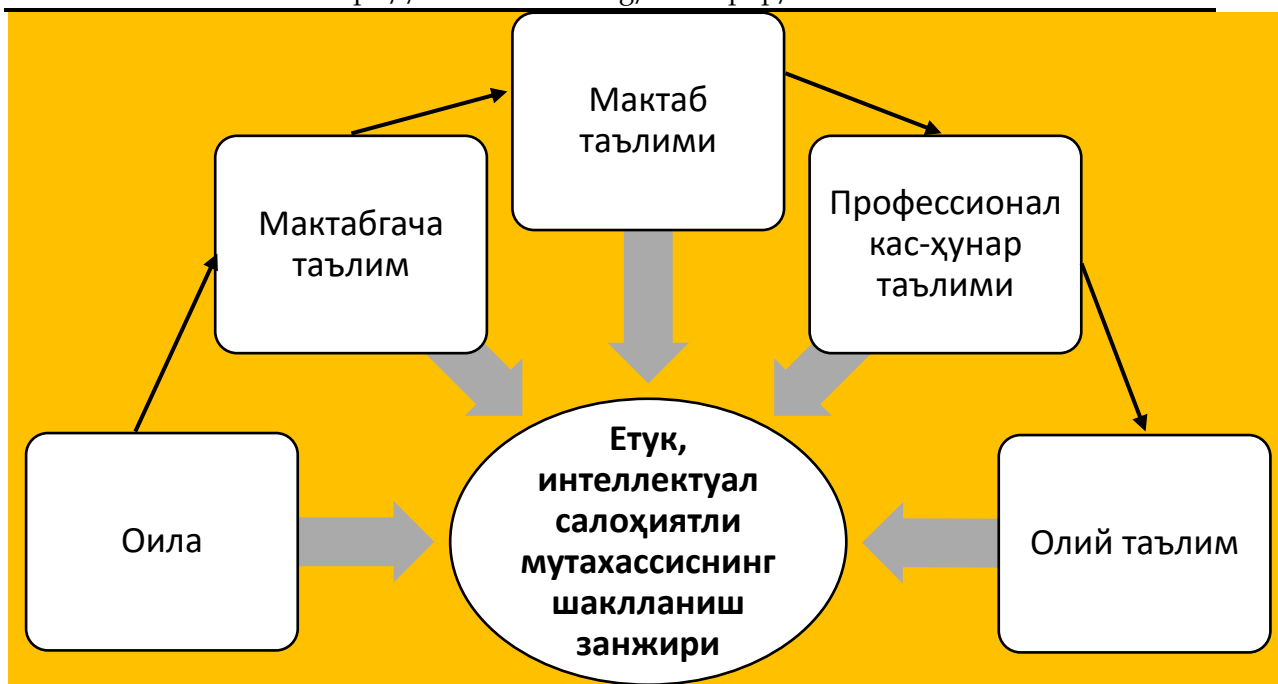 Мактаб
таълими
Мактабгача
таълим
Профессионал
кас-ҳунар
таълими
Оила
Етук,
интеллектуал
салоҳиятли
мутахассиснинг
шаклланиш
занжири
Олий таълим